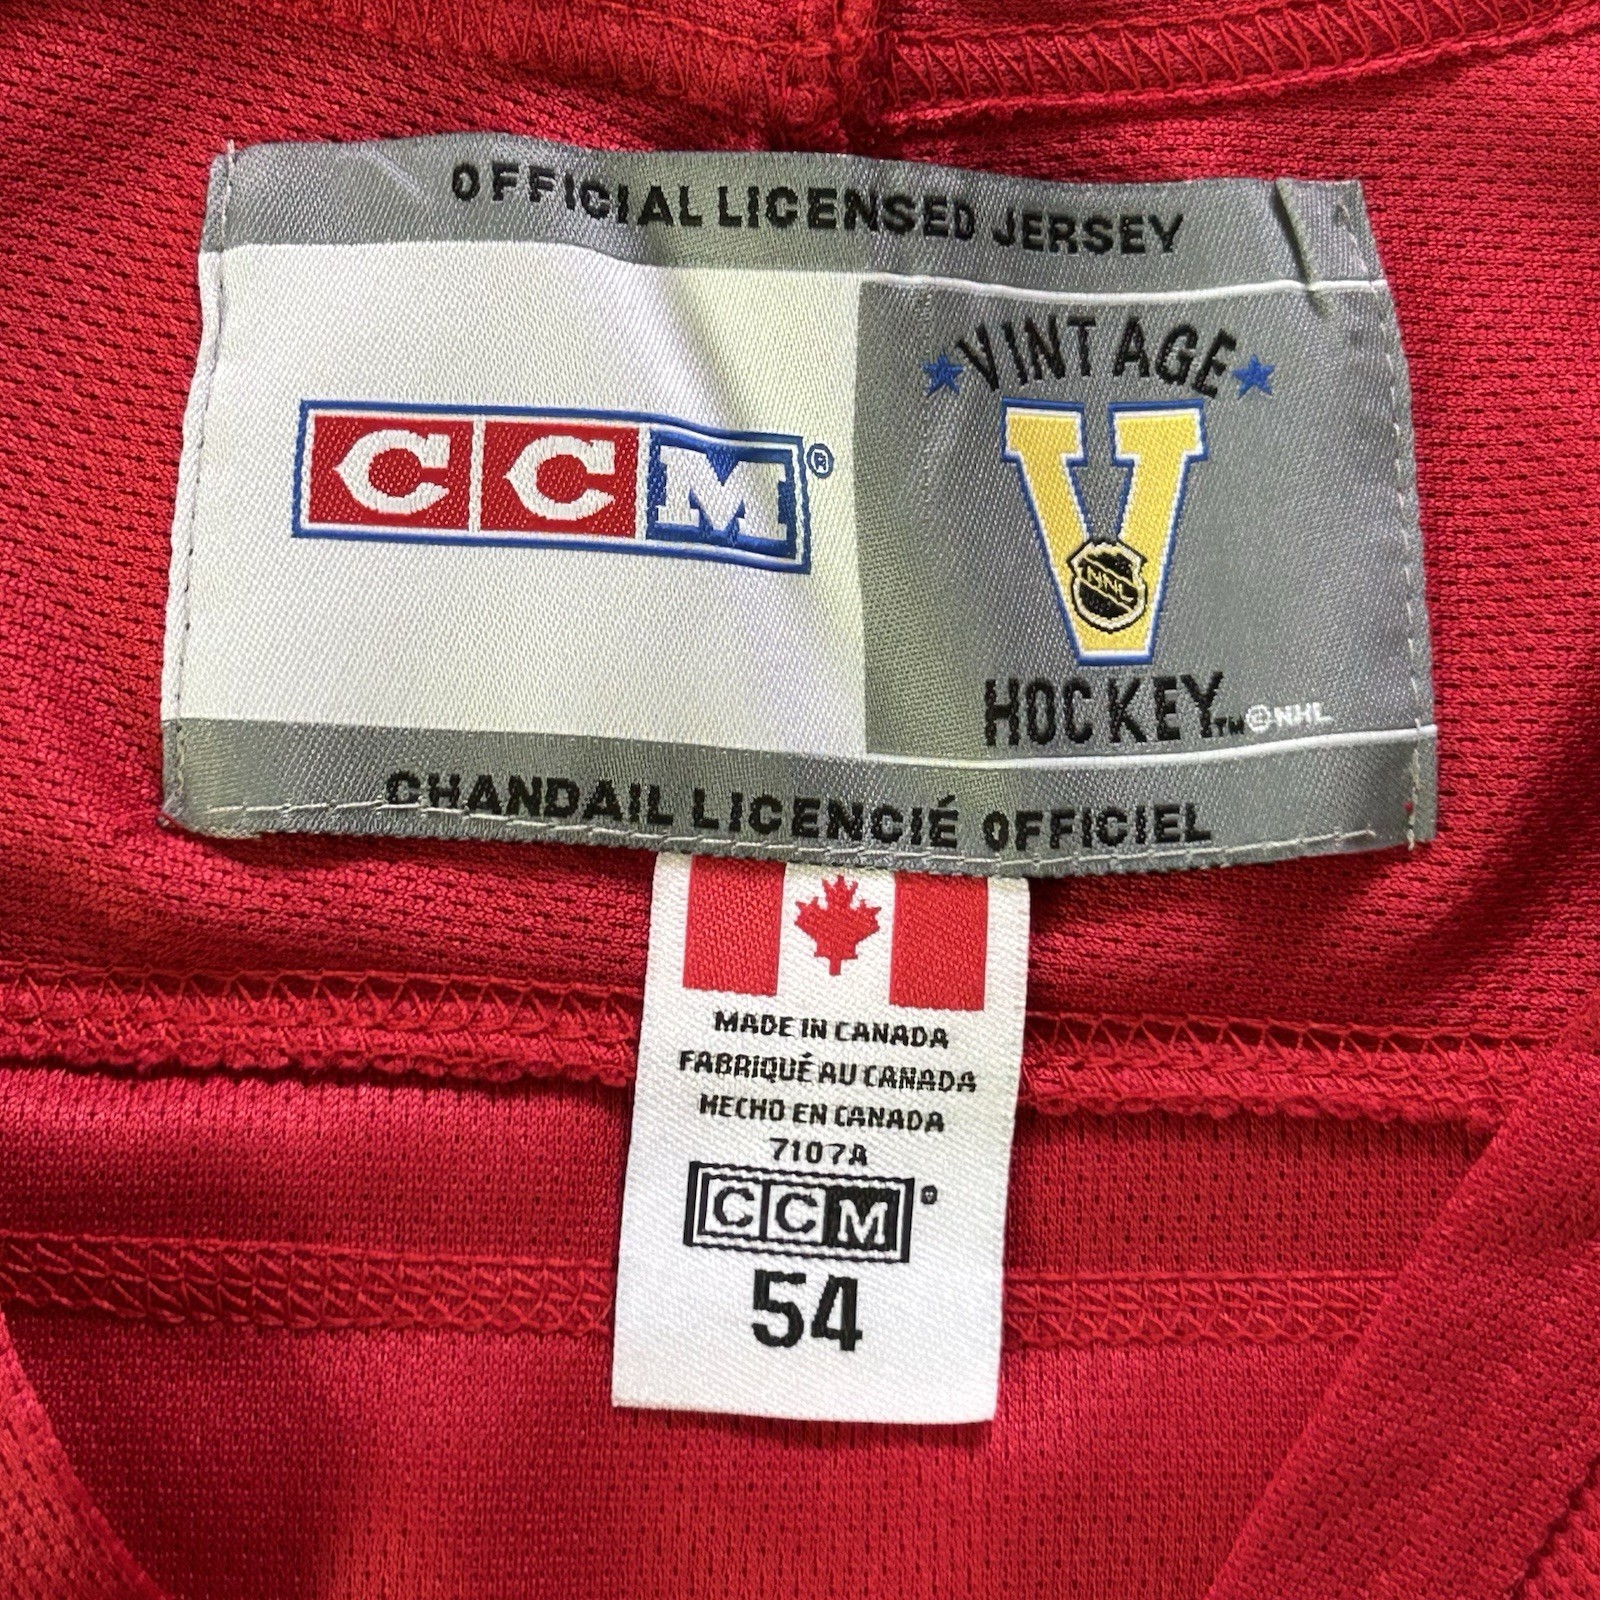 OFFICIAL LICENSED JERSEY
CCM®
VINTAGE
V
NHL
HOCKEY™ ©NHL
CHANDAIL LICENCIÉ OFFICIEL
MADE IN CANADA
FABRIQUÉ AU CANADA
HECHO EN CANADA
7107A
CCM®
54